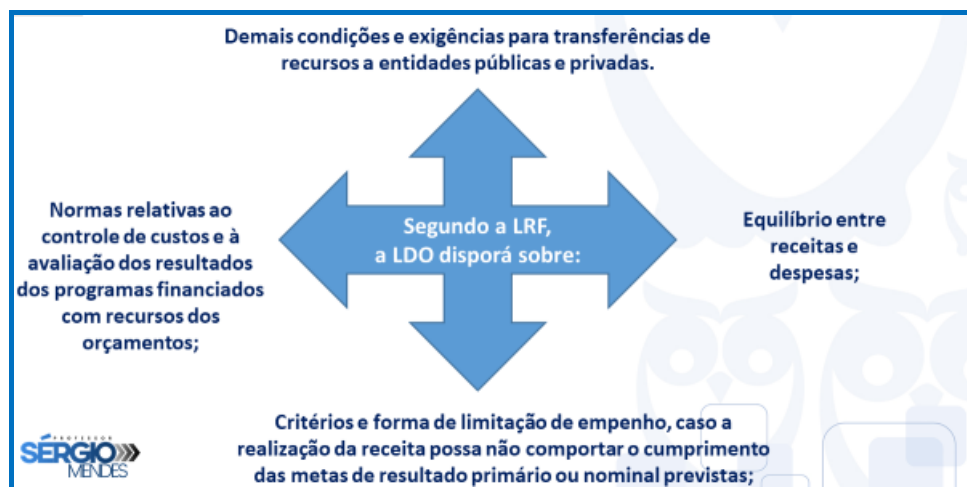 Demais condições e exigências para transferências de
recursos a entidades públicas e privadas.
Segundo a LRF,
a LDO disporá sobre:
Normas relativas ao
controle de custos e à
avaliação dos resultados
dos programas financiados
com recursos dos
orçamentos;
Equilíbrio entre
receitas e
despesas;
Critérios e forma de limitação de empenho, caso a
realização da receita possa não comportar o cumprimento
das metas de resultado primário ou nominal previstas;
PROFESSOR
SÉRGIO
MENDES